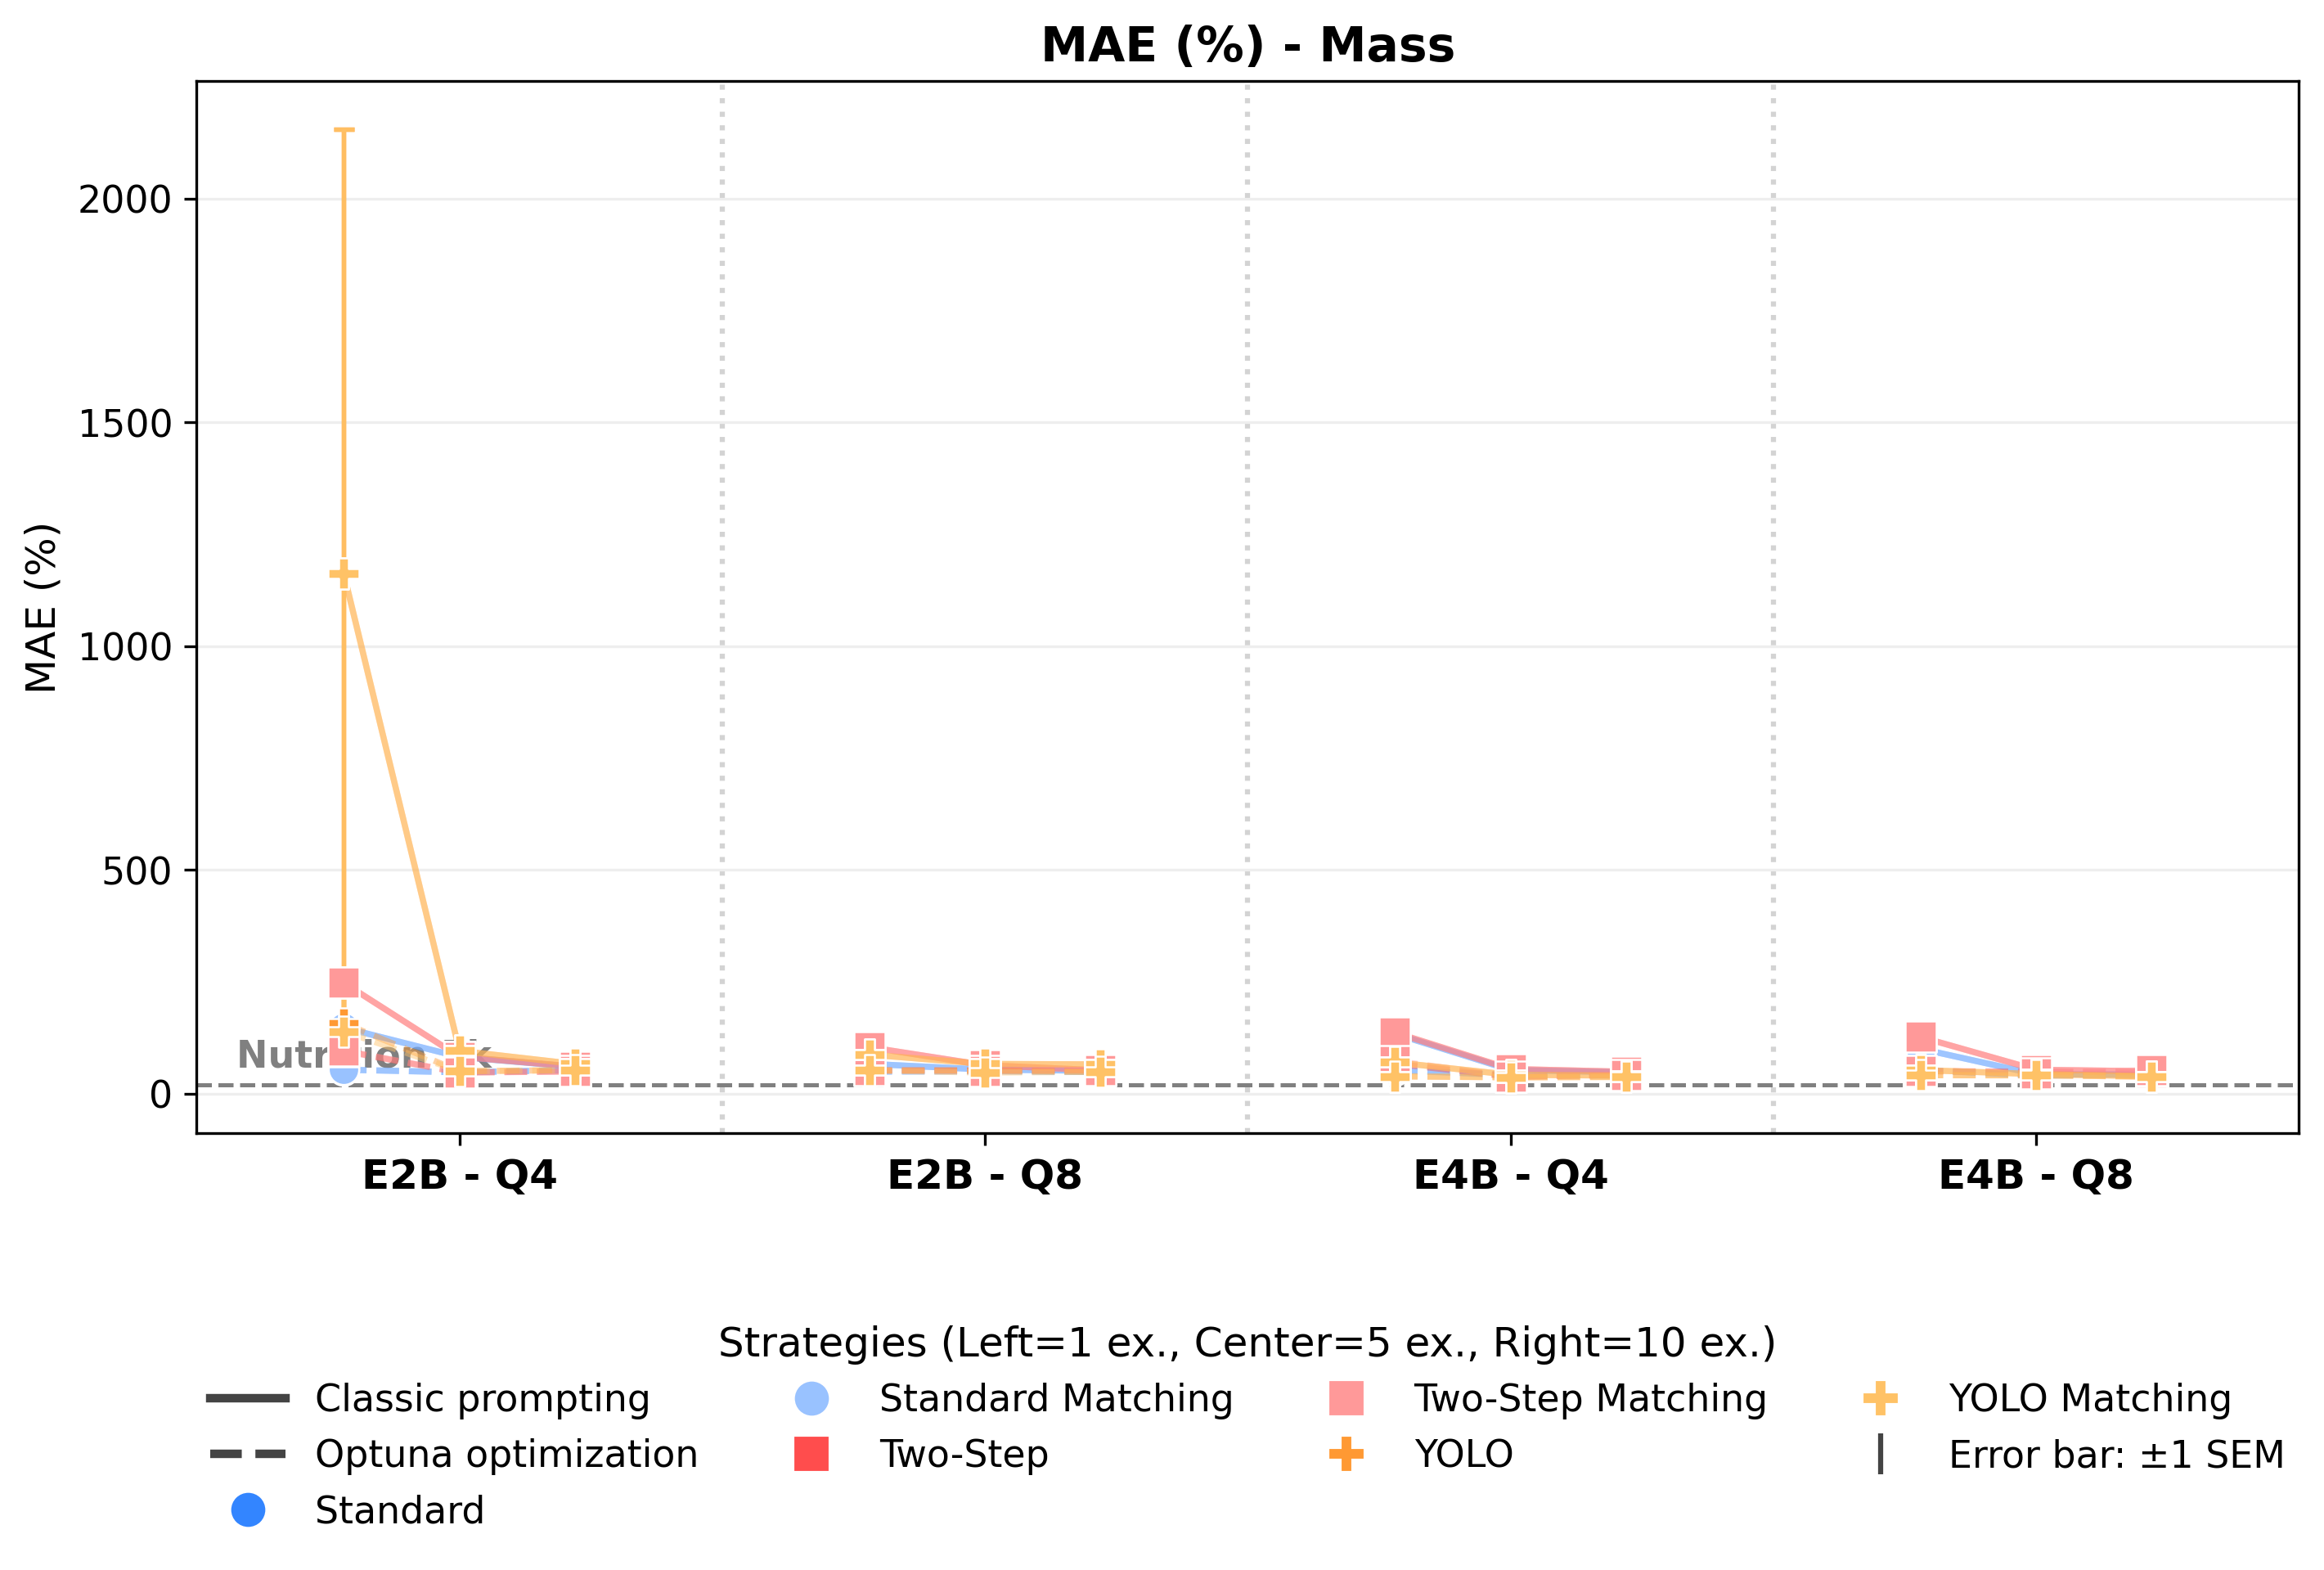 MAE (%) - Mass
MAE (%)
2000
1500
1000
500
0
E2B - Q4
E2B - Q8
E4B - Q4
E4B - Q8
Strategies (Left=1 ex., Center=5 ex., Right=10 ex.)
Classic prompting
Optuna optimization
Standard
Standard Matching
Two-Step
Two-Step Matching
YOLO
YOLO Matching
Error bar: ±1 SEM